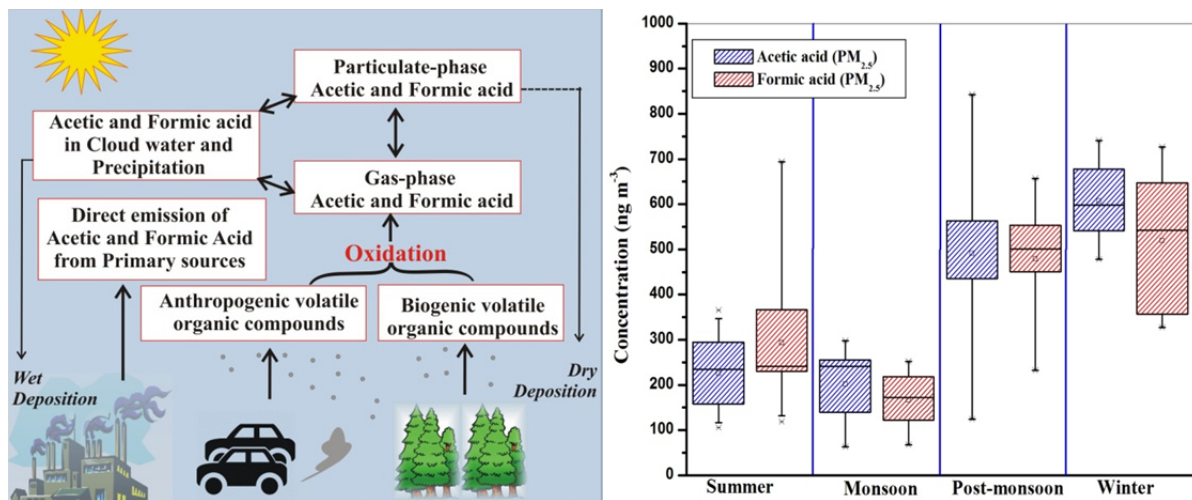 Particulate-phase
Acetic and Formic acid
Acetic and Formic acid
in Cloud water and
Precipitation
Gas-phase
Acetic and Formic acid
Direct emission of
Acetic and Formic Acid
from Primary sources
Oxidation
Anthropogenic volatile
organic compounds
Biogenic volatile
organic compounds
Wet
Deposition
Dry
Deposition
Concentration (ng m⁻³)
1000
900
800
700
600
500
400
300
200
100
0
Acetic acid (PM₂.₅)
Formic acid (PM₂.₅)
Summer
Monsoon
Post-monsoon
Winter